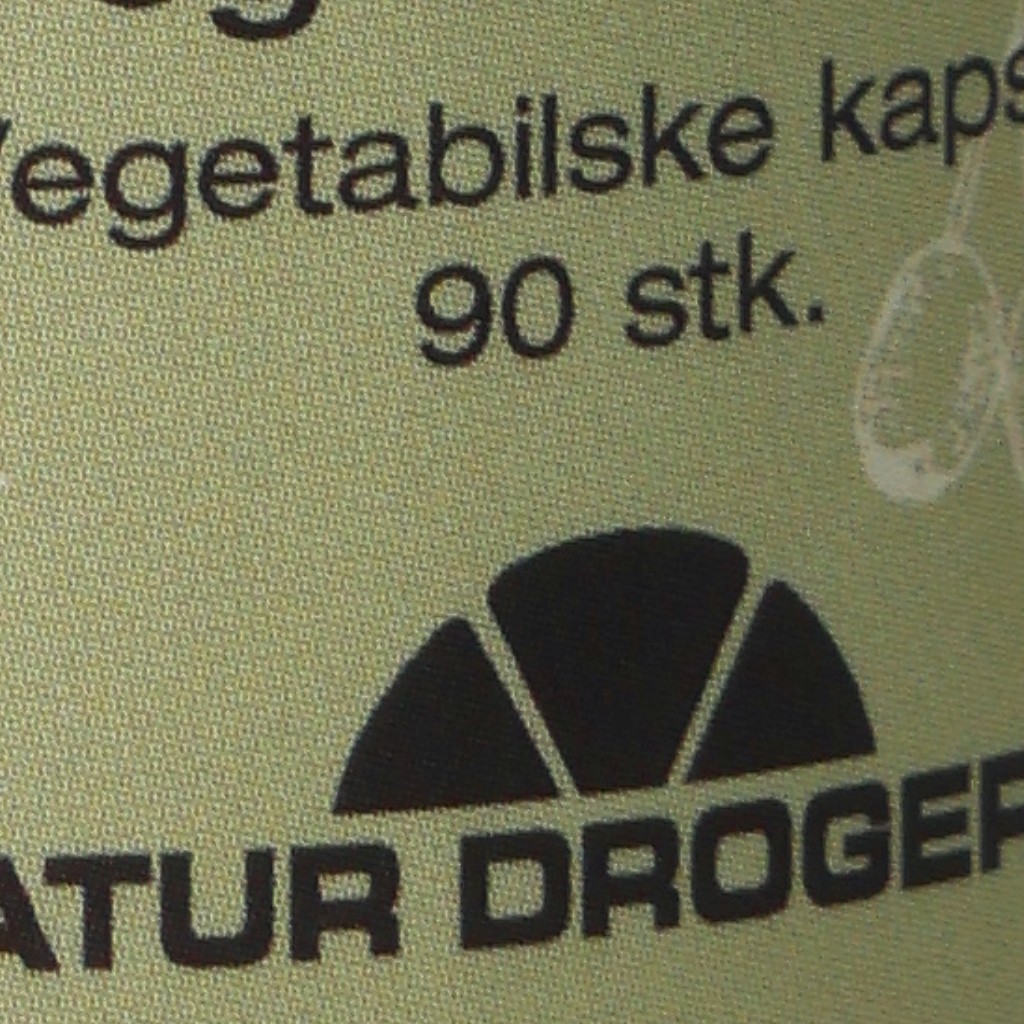 Vegetabilske kaps
90 stk.
ATUR DROGER